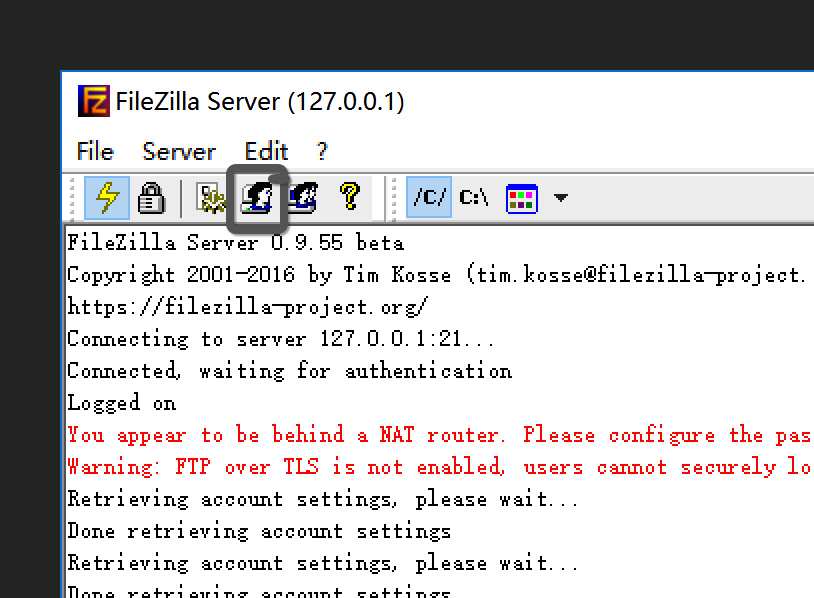 FileZilla Server (127.0.0.1)
File Server Edit ?
/C/ C:\
FileZilla Server 0.9.55 beta
Copyright 2001-2016 by Tim Kosse (tim.kosse@filezilla-project.
https://filezilla-project.org/
Connecting to server 127.0.0.1:21...
Connected, waiting for authentication
Logged on
You appear to be behind a NAT router. Please configure the pas
Warning: FTP over TLS is not enabled, users cannot securely lo
Retrieving account settings, please wait...
Done retrieving account settings
Retrieving account settings, please wait...
Done retrieving account settings